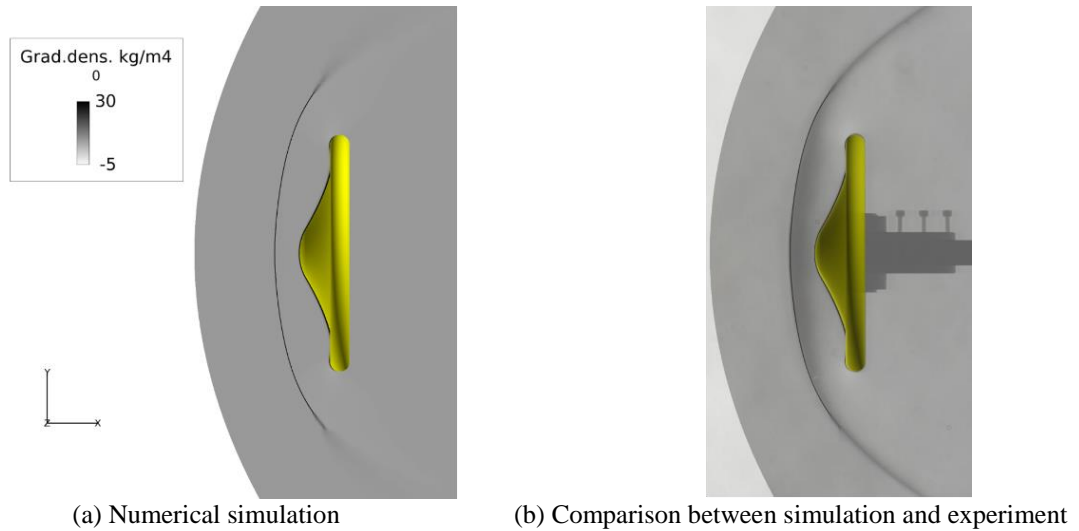 Grad.dens. kg/m4
0
30
-5
Y
Z
X
(a) Numerical simulation
(b) Comparison between simulation and experiment